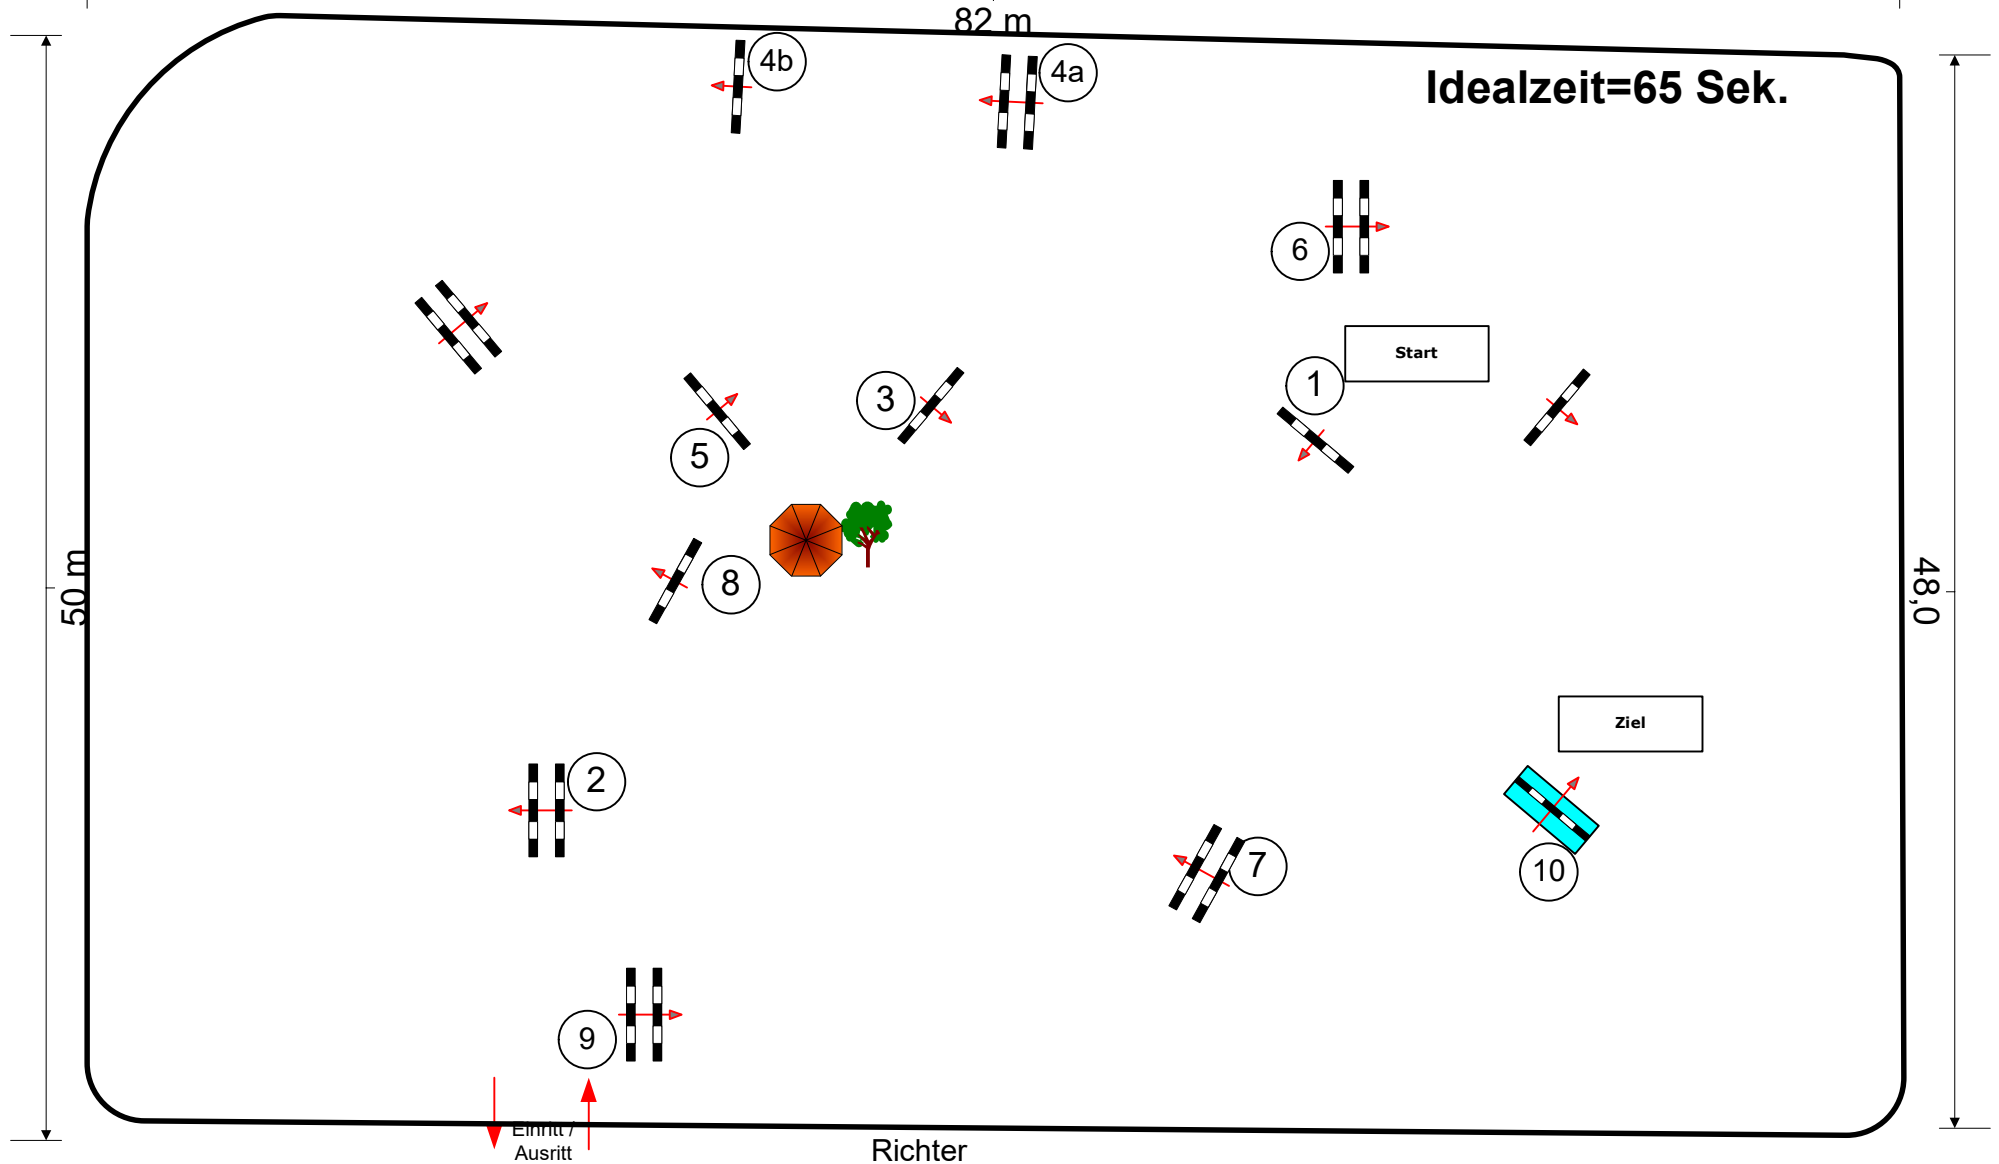 82 m
4b
4a
Idealzeit=65 Sek.
6
Start
1
3
5
8
50 m
48,0
Ziel
2
7
10
9
Einritt /
Ausritt
Richter